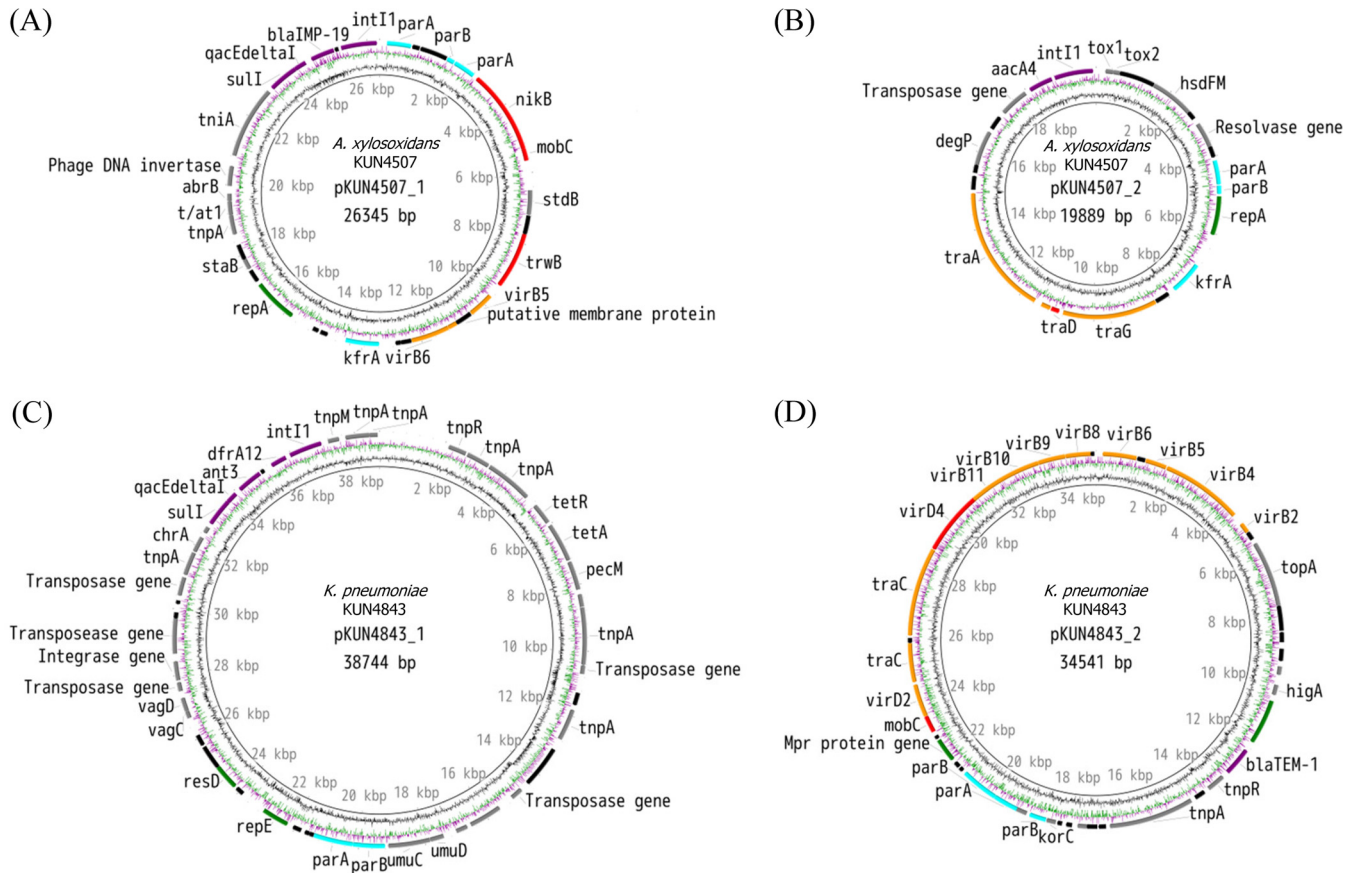 (A)
intI1
parA
blaIMP-19
parB
qacEdeltaI
parA
sulI
nikB
tniA
mobC
Phage DNA invertase
abrB
stdB
t/at1
tnpA
trwB
staB
virB5
repA
putative membrane protein
kfrA
virB6
26 kbp
2 kbp
24 kbp
4 kbp
22 kbp
6 kbp
20 kbp
8 kbp
18 kbp
10 kbp
16 kbp
12 kbp
14 kbp
A. xylosoxidans
KUN4507
pKUN4507_1
26345 bp
(B)
tox1
intI1
tox2
aacA4
hsdFM
Transposase gene
Resolvase gene
degP
parA
parB
repA
traA
kfrA
traD
traG
18 kbp
2 kbp
16 kbp
4 kbp
14 kbp
6 kbp
12 kbp
8 kbp
10 kbp
A. xylosoxidans
KUN4507
pKUN4507_2
19889 bp
(C)
tnpM
tnpA
tnpA
intI1
tnpR
dfrA12
tnpA
ant3
tnpA
qacEdeltaI
tetR
sulI
tetA
chrA
tnpA
pecM
Transposase gene
Transposease gene
tnpA
Integrase gene
Transposase gene
Transposase gene
vagD
vagC
tnpA
resD
Transposase gene
repE
parA
parB
umuC
umuD
38 kbp
2 kbp
36 kbp
4 kbp
34 kbp
6 kbp
32 kbp
8 kbp
30 kbp
10 kbp
28 kbp
12 kbp
26 kbp
14 kbp
24 kbp
16 kbp
22 kbp
18 kbp
20 kbp
K. pneumoniae
KUN4843
pKUN4843_1
38744 bp
(D)
virB8
virB6
virB9
virB5
virB10
virB4
virB11
virD4
virB2
topA
traC
traC
higA
virD2
mobC
Mpr protein gene
blaTEM-1
parB
tnpR
parA
tnpA
parB
korC
34 kbp
2 kbp
32 kbp
4 kbp
30 kbp
6 kbp
28 kbp
8 kbp
26 kbp
10 kbp
24 kbp
12 kbp
22 kbp
14 kbp
20 kbp
16 kbp
18 kbp
K. pneumoniae
KUN4843
pKUN4843_2
34541 bp